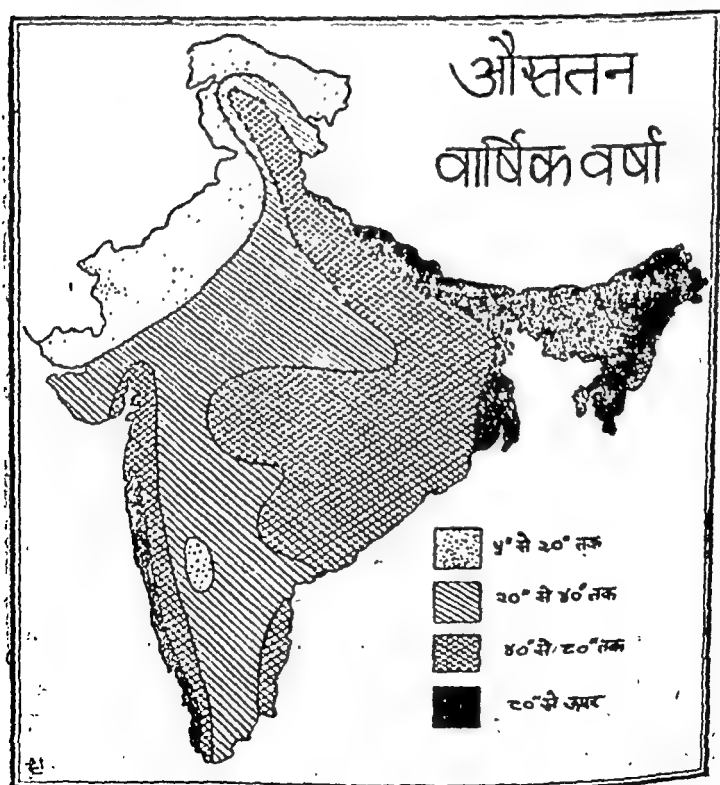 औसतन
वार्षिक वर्षा
५" से २०" तक
२०" से ४०" तक
४०" से ८०" तक
८०" से ऊपर